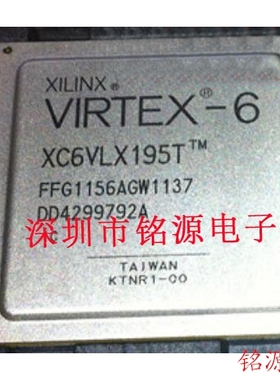 XILINX®
VIRTEX®-6
XC6VLX195T™
FFG1156AGW1137
DD4299792A
深圳市铭源电子
TAIWAN
KTNR1-00
铭源